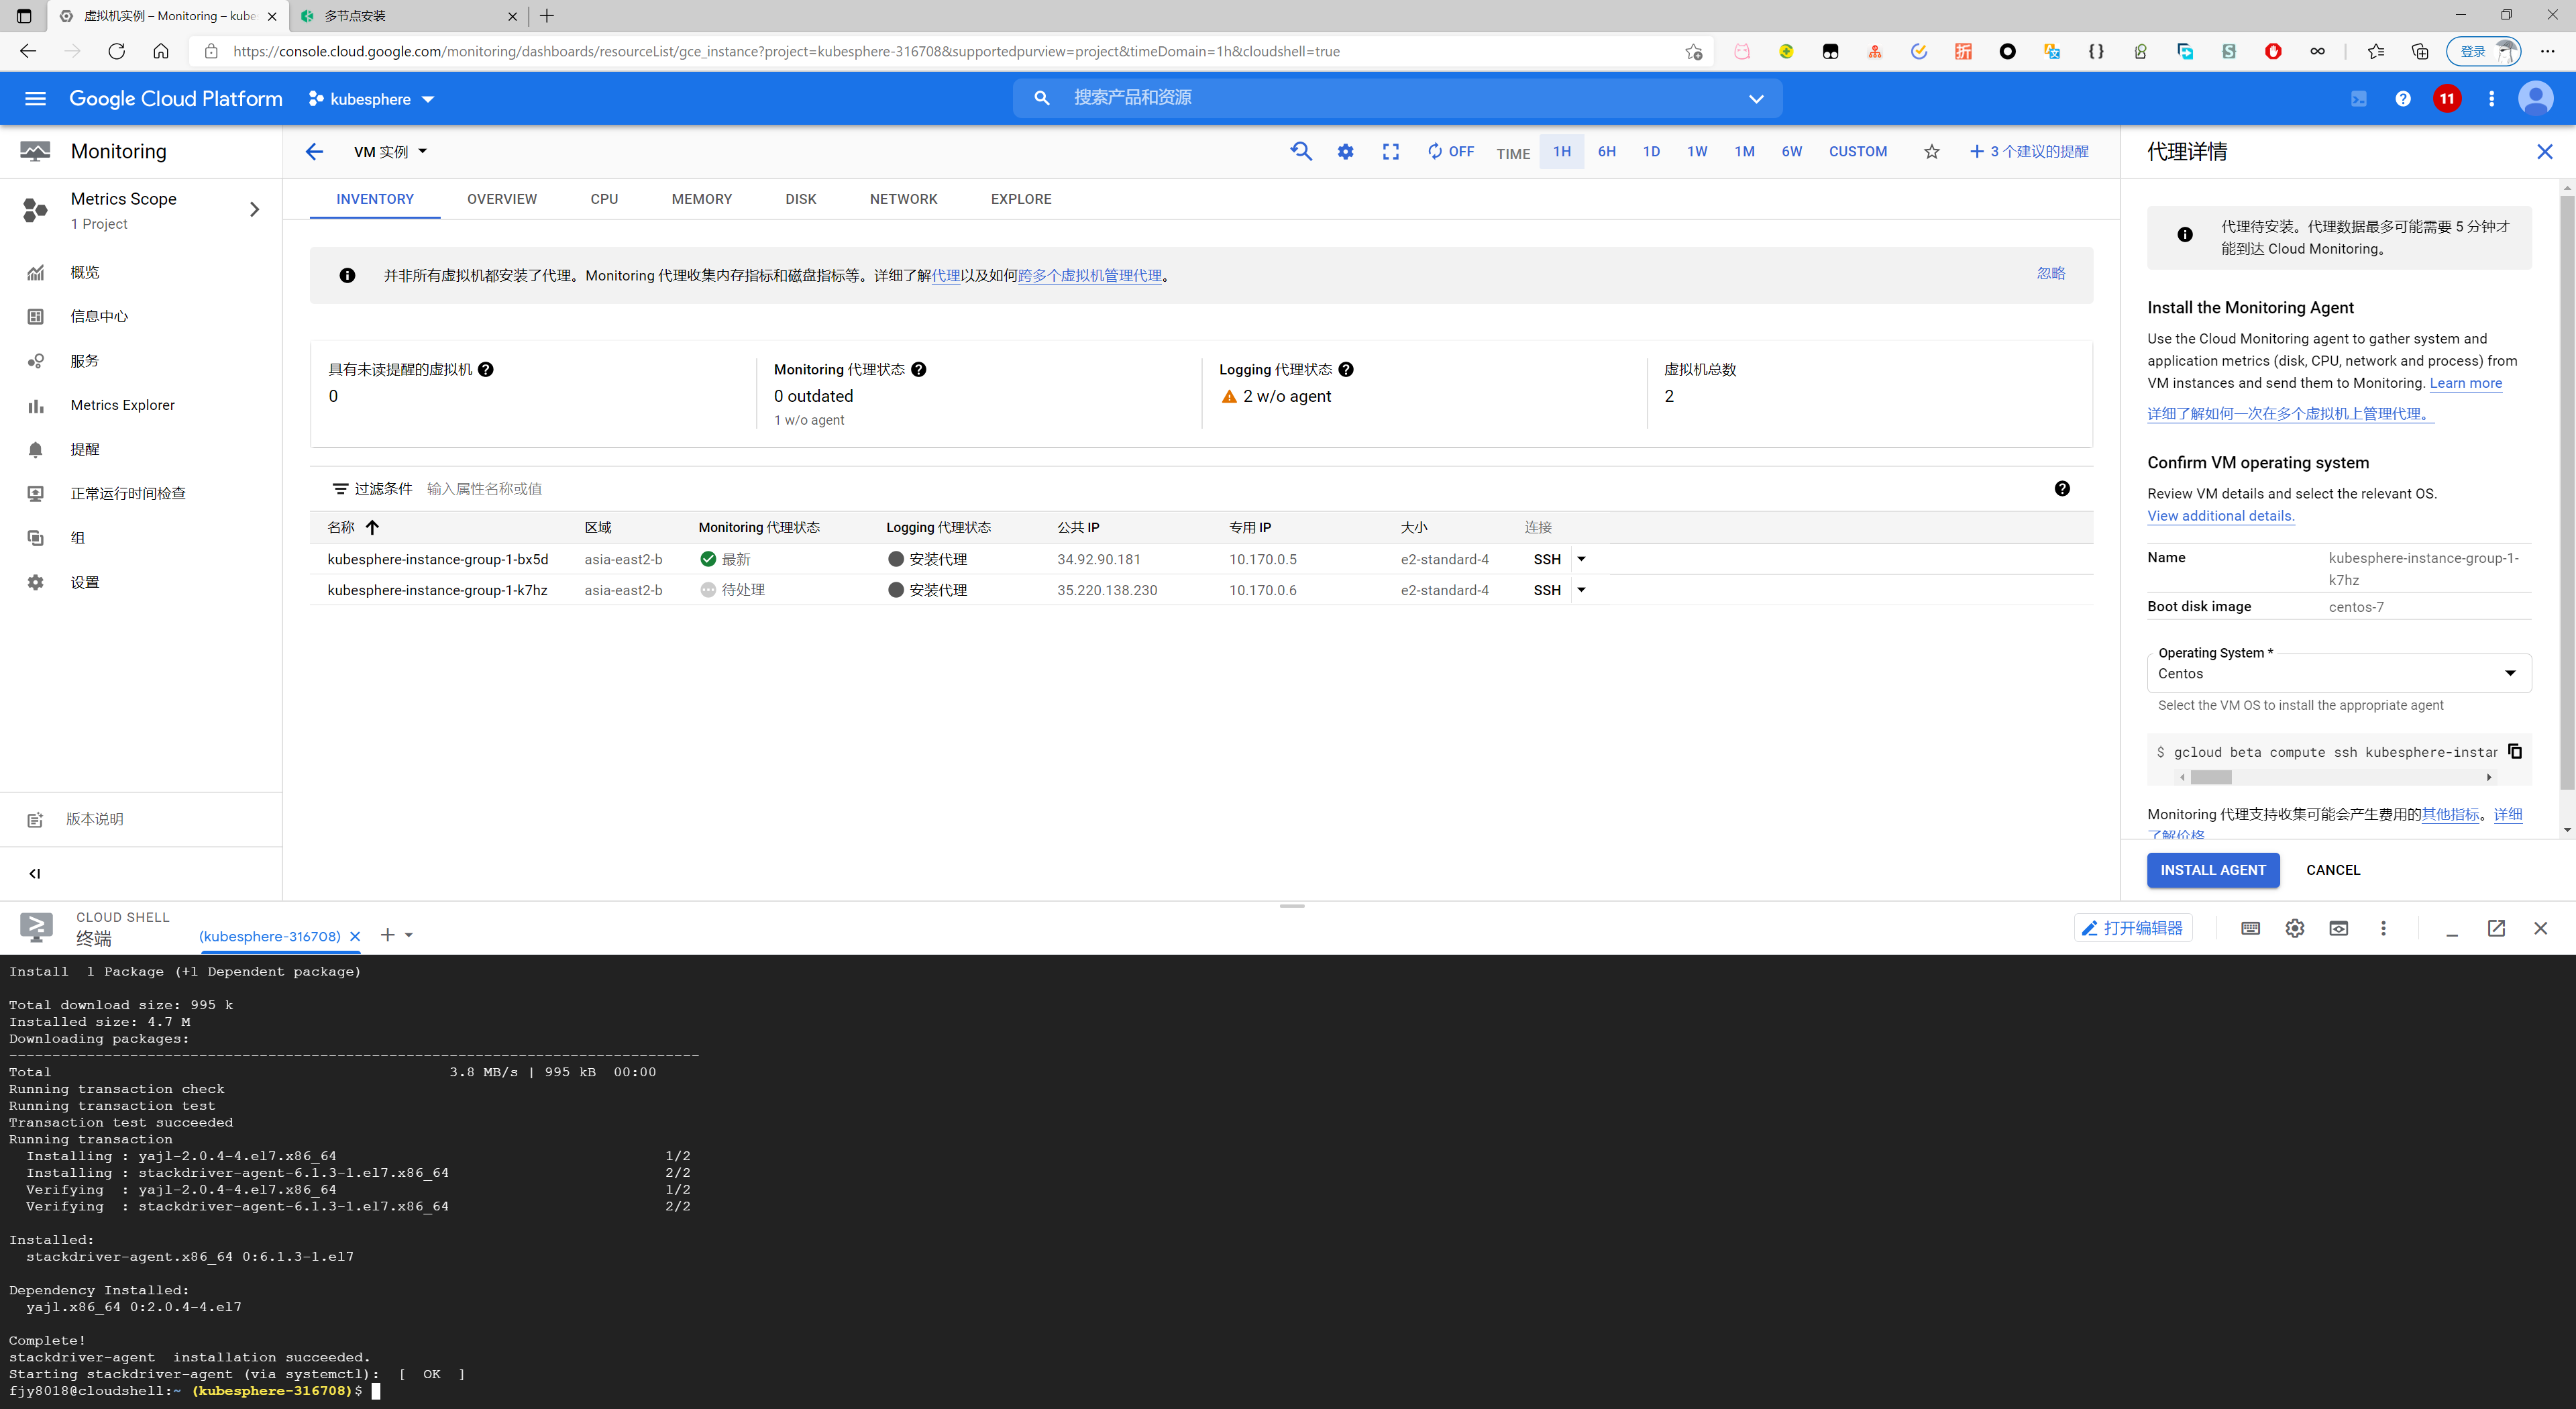 虚拟机实例 – Monitoring – kube
多节点安装
https://console.cloud.google.com/monitoring/dashboards/resourceList/gce_instance?project=kubesphere-316708&supportedpurview=project&timeDomain=1h&cloudshell=true
登录
Google Cloud Platform
kubesphere
搜索产品和资源
11
Monitoring
Metrics Scope
1 Project
概览
信息中心
服务
Metrics Explorer
提醒
正常运行时间检查
组
设置
版本说明
VM 实例
OFF
TIME
1H
6H
1D
1W
1M
6W
CUSTOM
3 个建议的提醒
INVENTORY
OVERVIEW
CPU
MEMORY
DISK
NETWORK
EXPLORE
并非所有虚拟机都安装了代理。Monitoring 代理收集内存指标和磁盘指标等。详细了解代理以及如何跨多个虚拟机管理代理。
忽略
具有未读提醒的虚拟机
0
Monitoring 代理状态
0 outdated
1 w/o agent
Logging 代理状态
2 w/o agent
虚拟机总数
2
过滤条件 输入属性名称或值
名称 区域 Monitoring 代理状态 Logging 代理状态 公共 IP 专用 IP 大小 连接
kubesphere-instance-group-1-bx5d asia-east2-b 最新 安装代理 34.92.90.181 10.170.0.5 e2-standard-4 SSH
kubesphere-instance-group-1-k7hz asia-east2-b 待处理 安装代理 35.220.138.230 10.170.0.6 e2-standard-4 SSH
代理详情
代理待安装。代理数据最多可能需要 5 分钟才
能到达 Cloud Monitoring。
Install the Monitoring Agent
Use the Cloud Monitoring agent to gather system and
application metrics (disk, CPU, network and process) from
VM instances and send them to Monitoring. Learn more
详细了解如何一次在多个虚拟机上管理代理。
Confirm VM operating system
Review VM details and select the relevant OS.
View additional details.
Name kubesphere-instance-group-1-
k7hz
Boot disk image centos-7
Operating System *
Centos
Select the VM OS to install the appropriate agent
$ gcloud beta compute ssh kubesphere-instar
Monitoring 代理支持收集可能会产生费用的其他指标。详细
了解价格
INSTALL AGENT
CANCEL
CLOUD SHELL
终端
(kubesphere-316708)
打开编辑器
Install  1 Package (+1 Dependent package)
Total download size: 995 k
Installed size: 4.7 M
Downloading packages:
--------------------------------------------------------------------------------
Total 3.8 MB/s | 995 kB  00:00
Running transaction check
Running transaction test
Transaction test succeeded
Running transaction
Installing : yajl-2.0.4-4.el7.x86_64 1/2
Installing : stackdriver-agent-6.1.3-1.el7.x86_64 2/2
Verifying  : yajl-2.0.4-4.el7.x86_64 1/2
Verifying  : stackdriver-agent-6.1.3-1.el7.x86_64 2/2
Installed:
stackdriver-agent.x86_64 0:6.1.3-1.el7
Dependency Installed:
yajl.x86_64 0:2.0.4-4.el7
Complete!
stackdriver-agent  installation succeeded.
Starting stackdriver-agent (via systemctl):  [  OK  ]
fjy8018@cloudshell:~ (kubesphere-316708)$